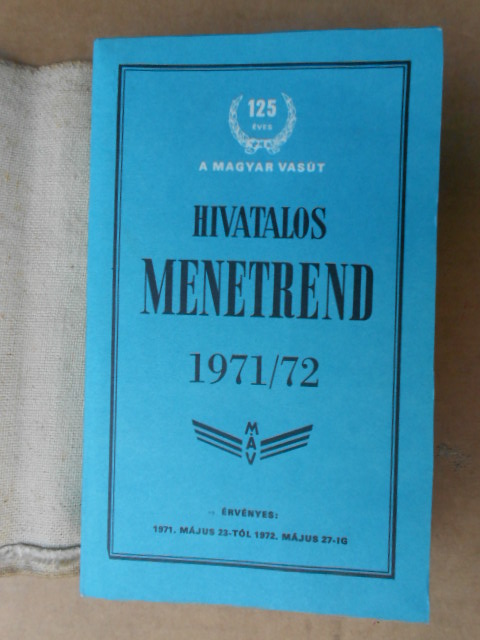 125
ÉVES
A MAGYAR VASÚT
HIVATALOS
MENETREND
1971/72
MÁV
ÉRVÉNYES:
1971. MÁJUS 23-TÓL 1972. MÁJUS 27-IG